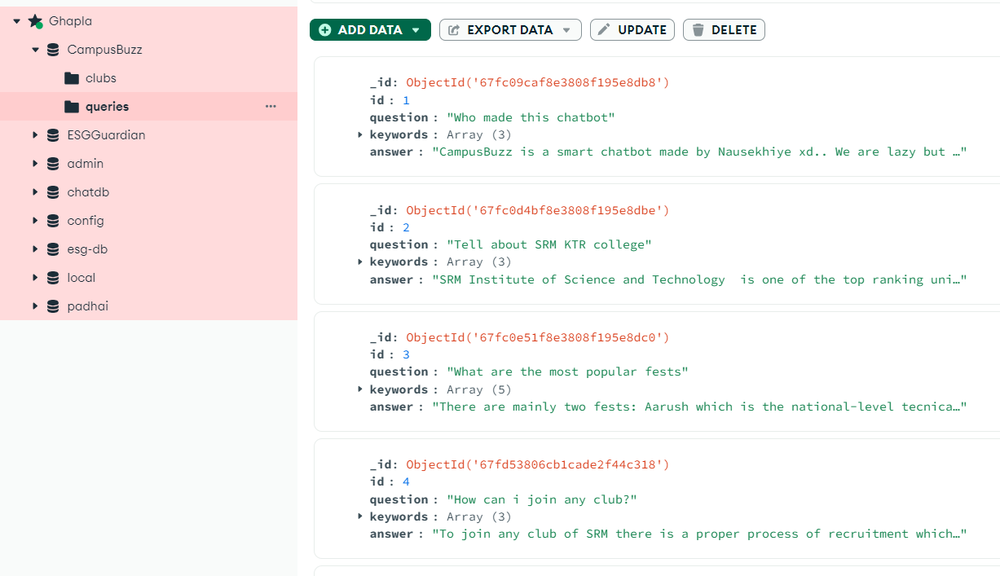 Ghapla
CampusBuzz
clubs
queries
ESGGuardian
admin
chatdb
config
esg-db
local
padhai
ADD DATA
EXPORT DATA
UPDATE
DELETE
_id: ObjectId('67fc09caf8e3808f195e8db8')
id : 1
question : "Who made this chatbot"
keywords : Array (3)
answer : "CampusBuzz is a smart chatbot made by Nausekhiye xd.. We are lazy but …"
_id: ObjectId('67fc0d4bf8e3808f195e8dbe')
id : 2
question : "Tell about SRM KTR college"
keywords : Array (3)
answer : "SRM Institute of Science and Technology  is one of the top ranking uni…"
_id: ObjectId('67fc0e51f8e3808f195e8dc0')
id : 3
question : "What are the most popular fests"
keywords : Array (5)
answer : "There are mainly two fests: Aarush which is the national-level tecnica…"
_id: ObjectId('67fd53806cb1cade2f44c318')
id : 4
question : "How can i join any club?"
keywords : Array (3)
answer : "To join any club of SRM there is a proper process of recruitment which…"